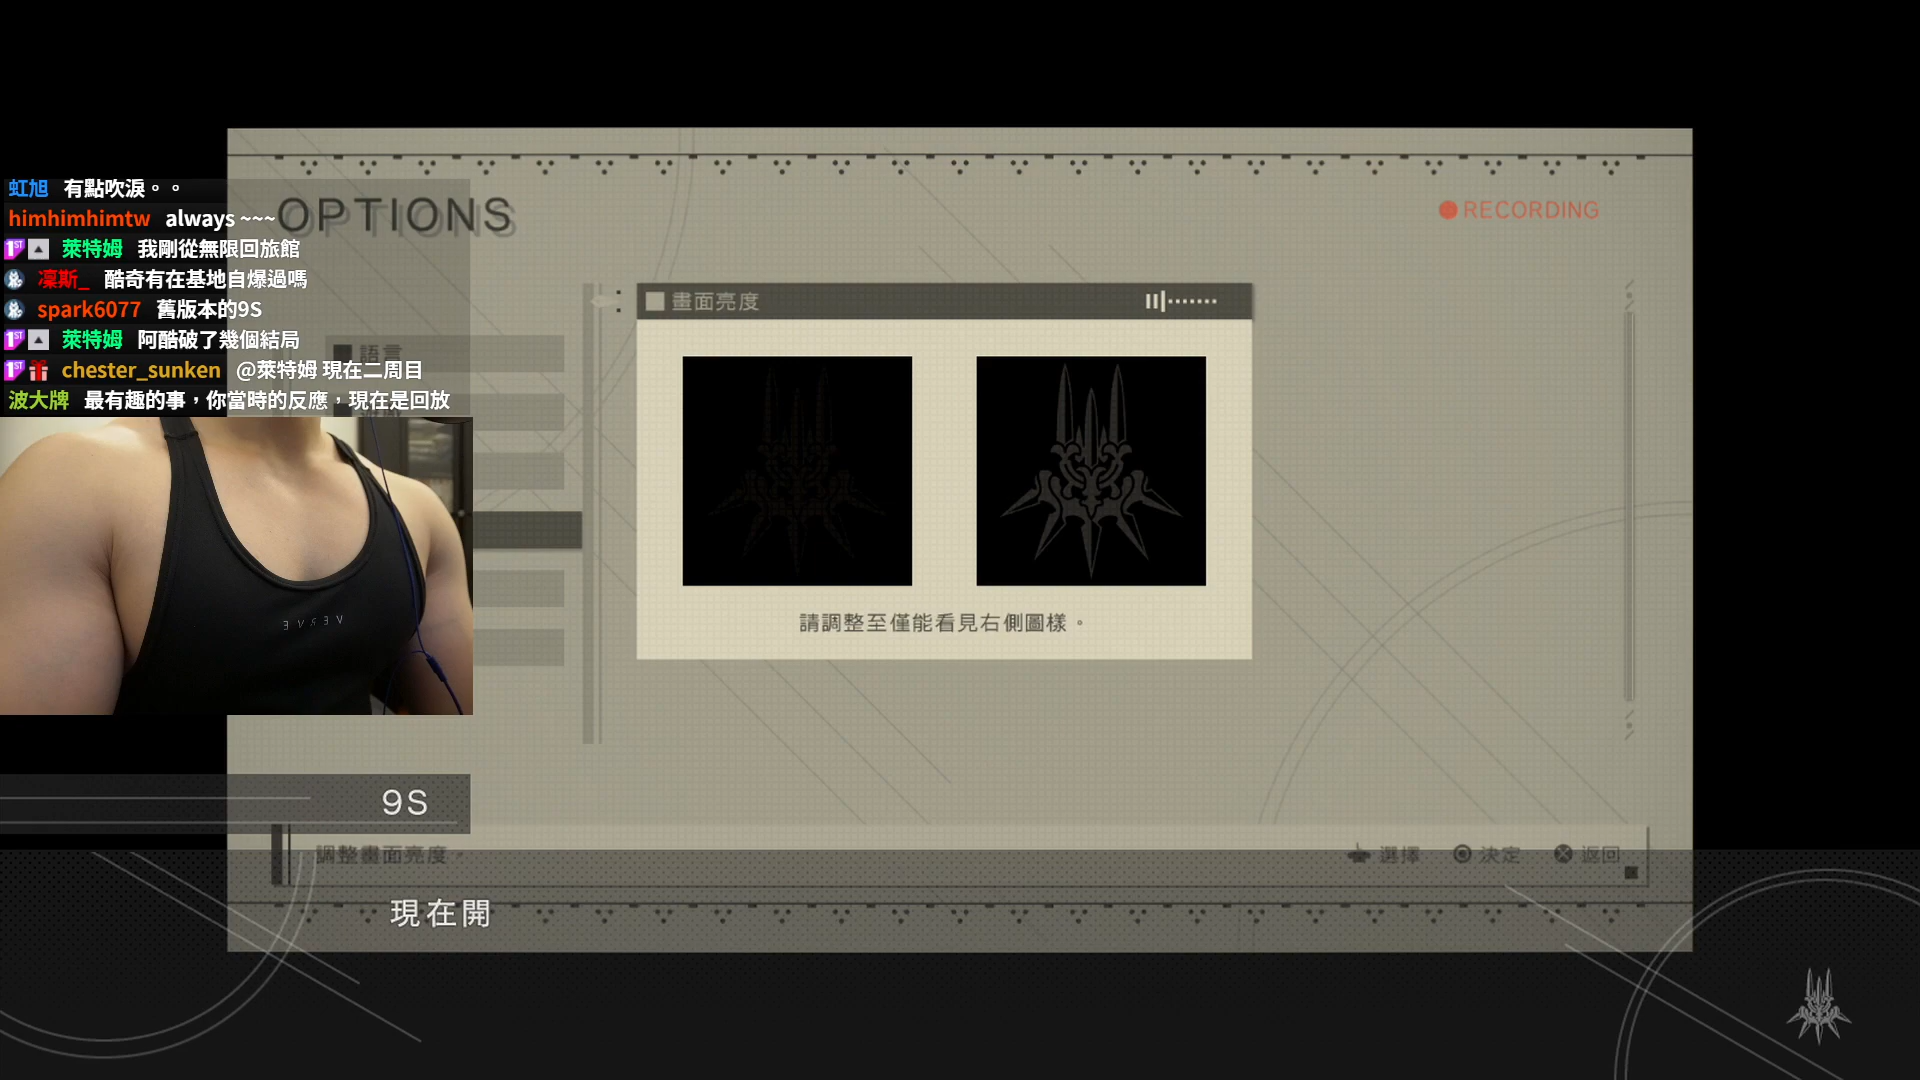 OPTIONS
RECORDING
虹旭 有點吹淚。。
himhimhimtw always ~~~
1ST 萊特姆 我剛從無限回旅館
凜斯_ 酷奇有在基地自爆過嗎
spark6077 舊版本的9S
1ST 萊特姆 阿酷破了幾個結局
1ST chester_sunken @萊特姆 現在二周目
波大牌 最有趣的事,你當時的反應,現在是回放
語言
畫面亮度
請調整至僅能看見右側圖樣。
9S
調整畫面亮度。
選擇 決定 返回
現在開